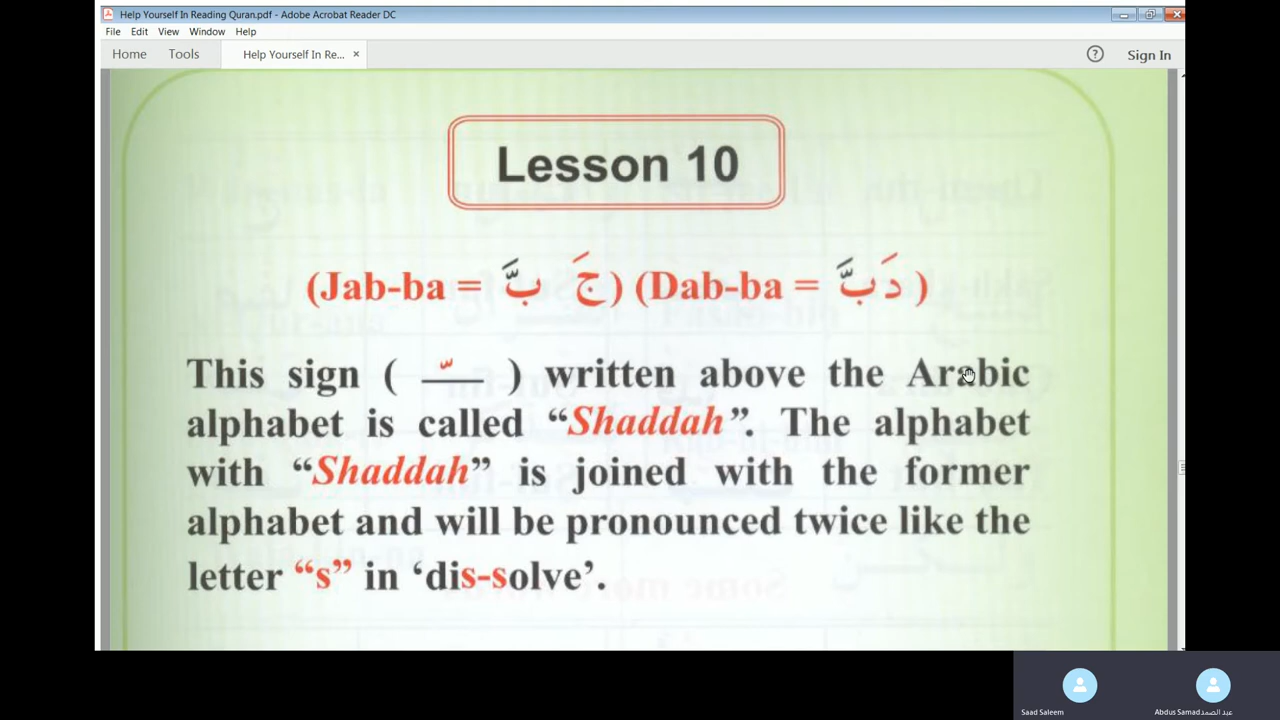 Help Yourself In Reading Quran.pdf - Adobe Acrobat Reader DC
File Edit View Window Help
Home Tools Help Yourself In Re... × ? Sign In
Lesson 10
(Jab-ba = جَ بَّ) (Dab-ba = دَبَّ )
This sign ( ــّـ ) written above the Arabic
alphabet is called “Shaddah”. The alphabet
with “Shaddah” is joined with the former
alphabet and will be pronounced twice like the
letter “s” in ‘dis-solve’.
Saad Saleem
Abdus Samad عبد الصمد